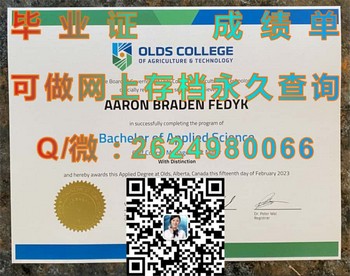 毕业证 成绩单
OLDS COLLEGE
OF AGRICULTURE & TECHNOLOGY
可做网上存档永久查询
AARON BRADEN FEDYK
in successfully completing the program of
Bachelor of Applied Science
Q/微:2624980066
With Distinction
and hereby awards this Applied Degree at Olds, Alberta, Canada this fifteenth day of February 2023
Registrar